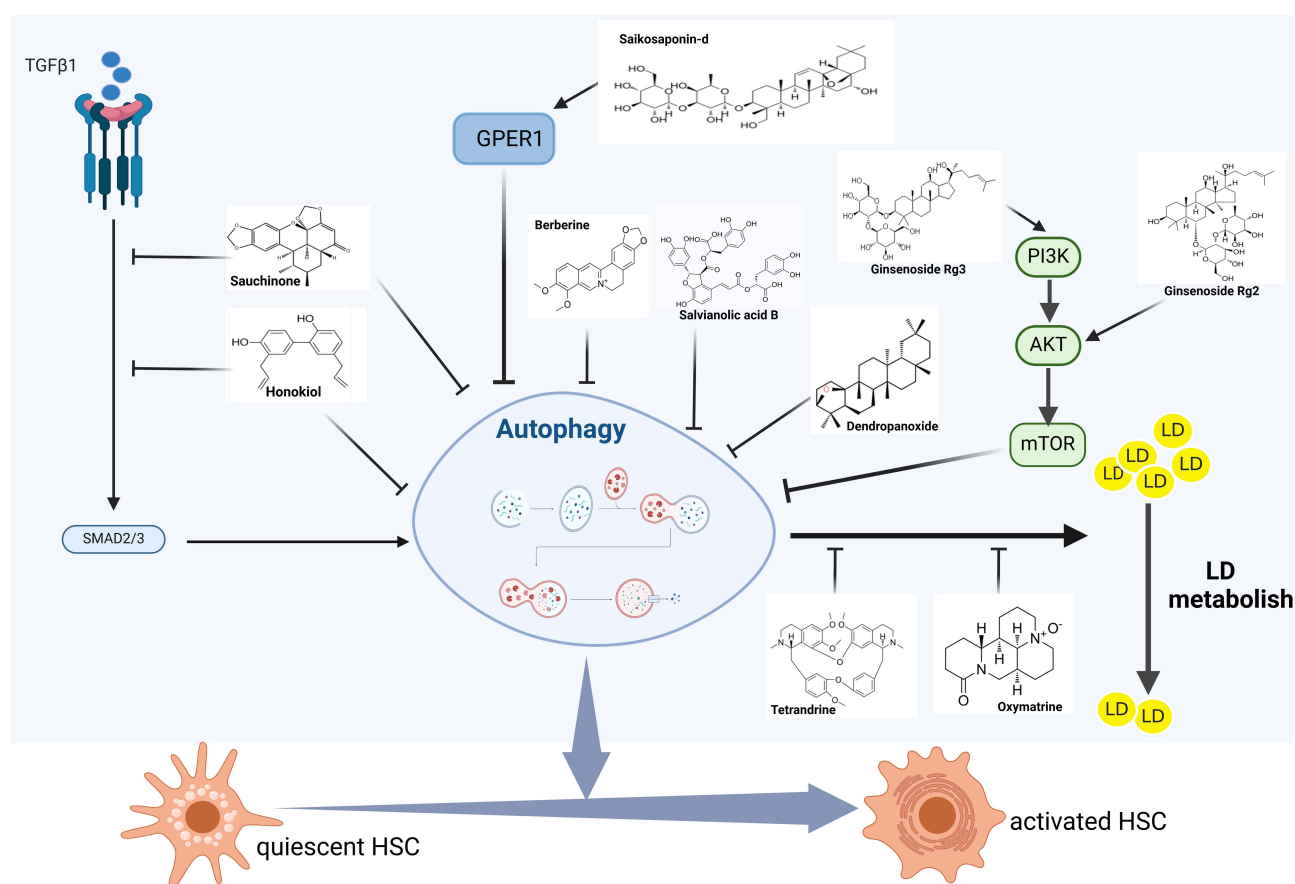 TGFβ1
Saikosaponin-d
GPER1
Sauchinone
Berberine
Salvianolic acid B
Ginsenoside Rg3
PI3K
Ginsenoside Rg2
AKT
Honokiol
Dendropanoxide
mTOR
Autophagy
LD
LD
LD
LD
LD
SMAD2/3
LD
metabolish
Tetrandrine
Oxymatrine
LD
LD
quiescent HSC
activated HSC